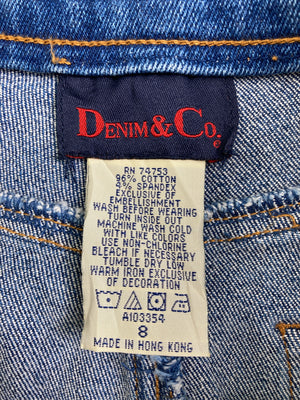 DENIM & CO.
RN 74753
96% COTTON
4% SPANDEX
EXCLUSIVE OF
EMBELLISHMENT
WASH BEFORE WEARING
TURN INSIDE OUT
MACHINE WASH COLD
WITH LIKE COLORS
USE NON-CHLORINE
BLEACH IF NECESSARY
TUMBLE DRY LOW
WARM IRON EXCLUSIVE
OF DECORATION
A103354
8
MADE IN HONG KONG